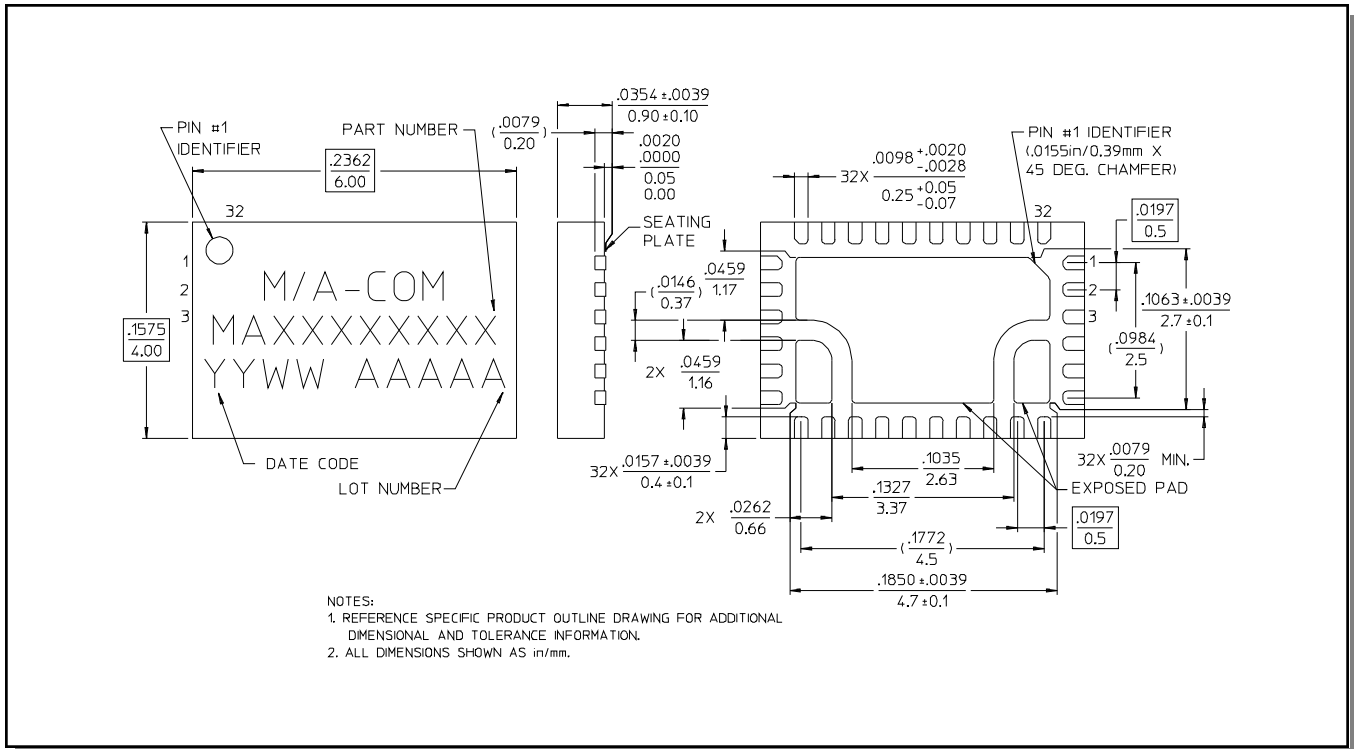 PIN #1
IDENTIFIER
PART NUMBER
.2362
6.00
32
1
2
3
M/A-COM
MAXXXXXXXXX
YYWW AAAAA
.1575
4.00
DATE CODE
LOT NUMBER
.0354 ±.0039
0.90 ±0.10
(.0079
0.20)
.0020
.0000
0.05
0.00
SEATING
PLATE
32X .0098 +.0020
-.0028
0.25 +0.05
-0.07
PIN #1 IDENTIFIER
(.0155in/0.39mm X
45 DEG. CHAMFER)
32
.0197
0.5
1
2
3
.0459
1.17
(.0146
0.37)
2X .0459
1.16
.1063 ±.0039
2.7 ±0.1
(.0984
2.5)
32X .0157 ±.0039
0.4 ±0.1
32X .0079 MIN.
0.20
EXPOSED PAD
.1035
2.63
.1327
3.37
2X .0262
0.66
.0197
0.5
(.1772
4.5)
.1850 ±.0039
4.7 ±0.1
NOTES:
1. REFERENCE SPECIFIC PRODUCT OUTLINE DRAWING FOR ADDITIONAL
DIMENSIONAL AND TOLERANCE INFORMATION.
2. ALL DIMENSIONS SHOWN AS in/mm.